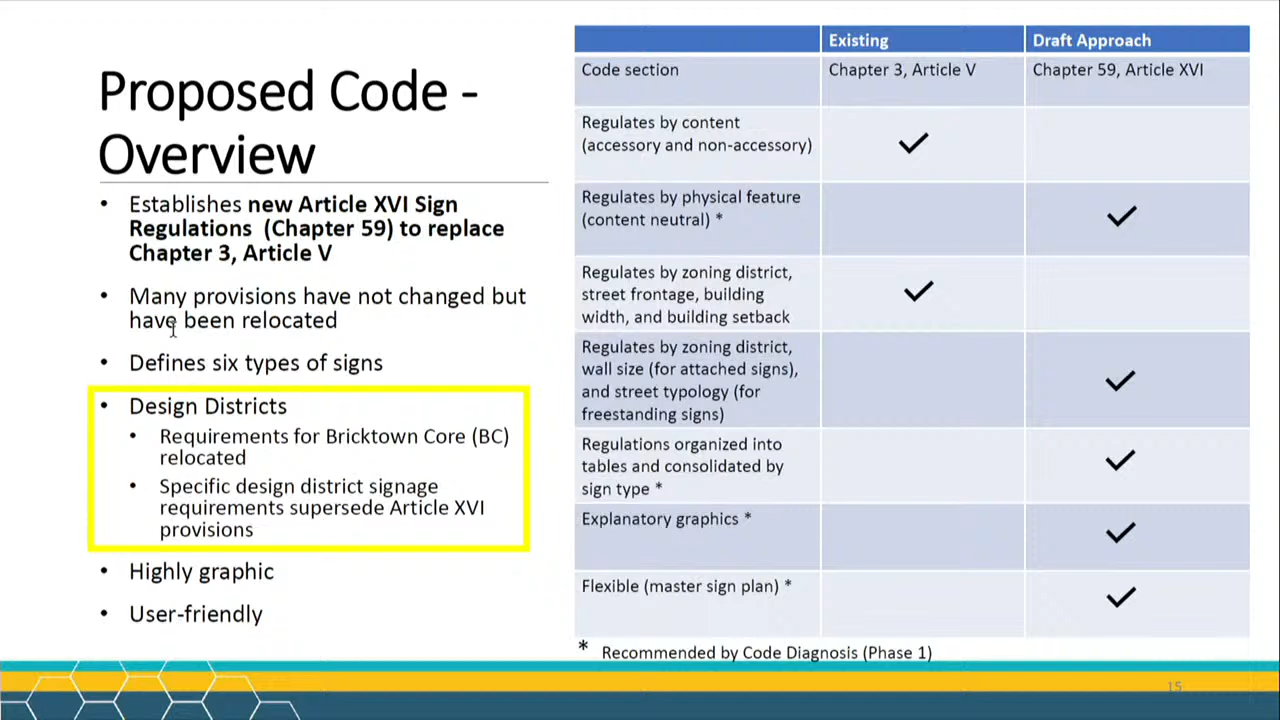 Proposed Code -
Overview
• Establishes new Article XVI Sign
Regulations (Chapter 59) to replace
Chapter 3, Article V
• Many provisions have not changed but
have been relocated
• Defines six types of signs
• Design Districts
• Requirements for Bricktown Core (BC)
relocated
• Specific design district signage
requirements supersede Article XVI
provisions
• Highly graphic
• User-friendly
Existing Draft Approach
Code section Chapter 3, Article V Chapter 59, Article XVI
Regulates by content
(accessory and non-accessory) ✓
Regulates by physical feature
(content neutral) * ✓
Regulates by zoning district,
street frontage, building ✓
width, and building setback
Regulates by zoning district,
wall size (for attached signs), ✓
and street typology (for
freestanding signs)
Regulations organized into
tables and consolidated by ✓
sign type *
Explanatory graphics * ✓
Flexible (master sign plan) * ✓
* Recommended by Code Diagnosis (Phase 1)
15